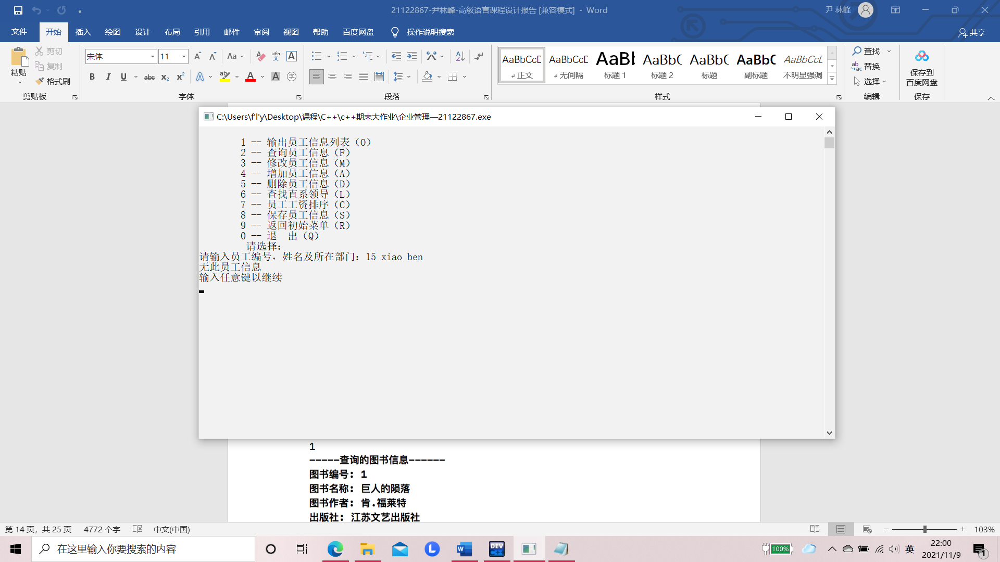 21122867-尹林峰-高级语言课程设计报告 [兼容模式] - Word
尹 林峰
文件 开始 插入 绘图 设计 布局 引用 邮件 审阅 视图 帮助 百度网盘 操作说明搜索 共享
粘贴
剪切
复制
格式刷
剪贴板
宋体 11
Aa
wén 文 A
B I U abc x₂ x² A aby A A 字
字体
段落
AaBbCcD AaBbCcD AaBl AaBbC AaBbC AaBbC AaBbCcD
正文 无间隔 标题 1 标题 2 标题 副标题 不明显强调
样式
查找
替换
选择
编辑
保存到
百度网盘
保存
C:\Users\f'l'y\Desktop\课程\C++\c++期末大作业\企业管理—21122867.exe
1 -- 输出员工信息列表（O）
2 -- 查询员工信息（F）
3 -- 修改员工信息（M）
4 -- 增加员工信息（A）
5 -- 删除员工信息（D）
6 -- 查找直系领导（L）
7 -- 员工工资排序（C）
8 -- 保存员工信息（S）
9 -- 返回初始菜单（R）
0 -- 退 出（Q）
请选择：
请输入员工编号，姓名及所在部门：15 xiao ben
无此员工信息
输入任意键以继续
1
-----查询的图书信息------
图书编号: 1
图书名称: 巨人的陨落
图书作者: 肯.福莱特
出版社: 江苏文艺出版社
第 14 页，共 25 页 4772 个字 中文(中国) 103%
在这里输入你要搜索的内容
L W DEV C++
100% 英
22:00
2021/11/9
1